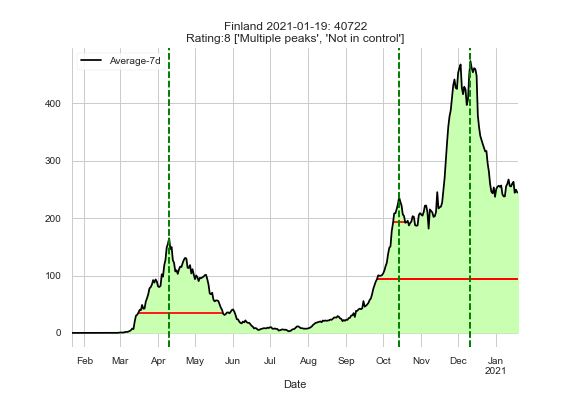 Finland 2021-01-19: 40722
Rating:8 ['Multiple peaks', 'Not in control']
Average-7d
400
300
200
100
0
Feb Mar Apr May Jun Jul Aug Sep Oct Nov Dec Jan
2021
Date